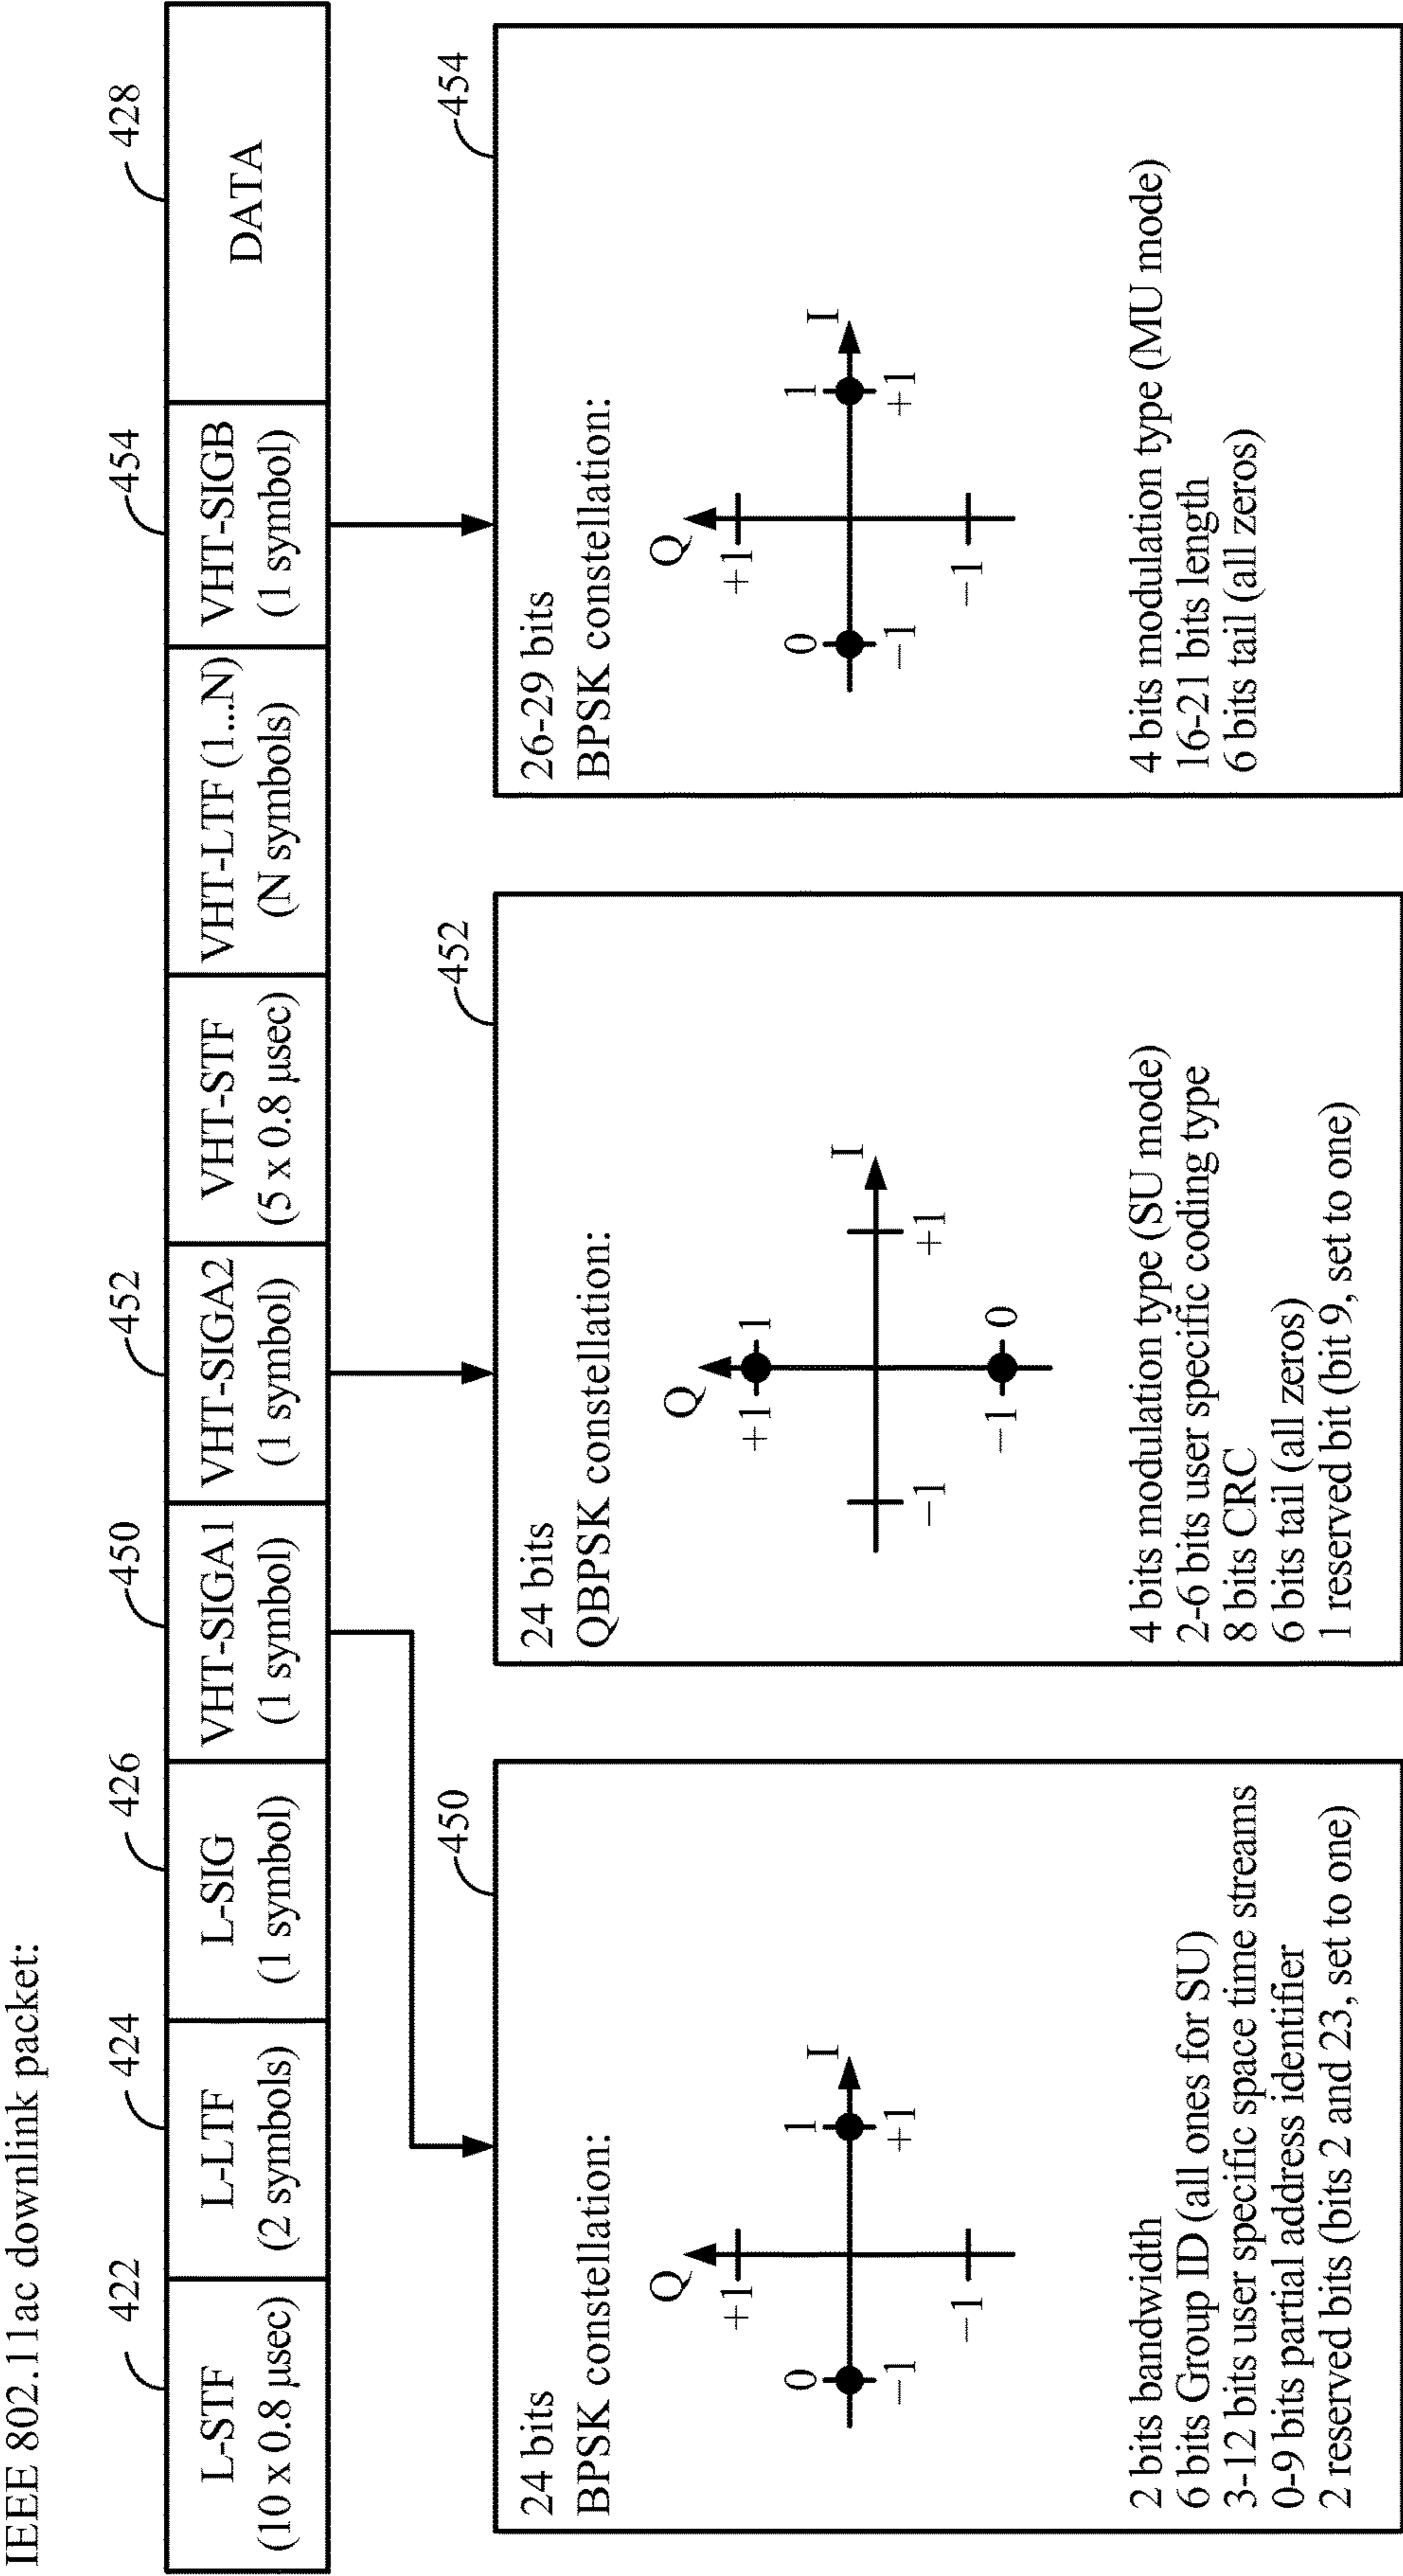 IEEE 802.11ac downlink packet:
422
424
426
450
452
454
428
L-STF
(10 x 0.8 µsec)
L-LTF
(2 symbols)
L-SIG
(1 symbol)
VHT-SIGA1
(1 symbol)
VHT-SIGA2
(1 symbol)
VHT-STF
(5 x 0.8 µsec)
VHT-LTF (1...N)
(N symbols)
VHT-SIGB
(1 symbol)
DATA
450
24 bits
BPSK constellation:
Q
+1
I
0
1
−1
+1
−1
2 bits bandwidth
6 bits Group ID (all ones for SU)
3-12 bits user specific space time streams
0-9 bits partial address identifier
2 reserved bits (bits 2 and 23, set to one)
452
24 bits
QBPSK constellation:
Q
+1
1
I
−1
+1
−1
0
4 bits modulation type (SU mode)
2-6 bits user specific coding type
8 bits CRC
6 bits tail (all zeros)
1 reserved bit (bit 9, set to one)
454
26-29 bits
BPSK constellation:
Q
+1
I
0
1
−1
+1
−1
4 bits modulation type (MU mode)
16-21 bits length
6 bits tail (all zeros)